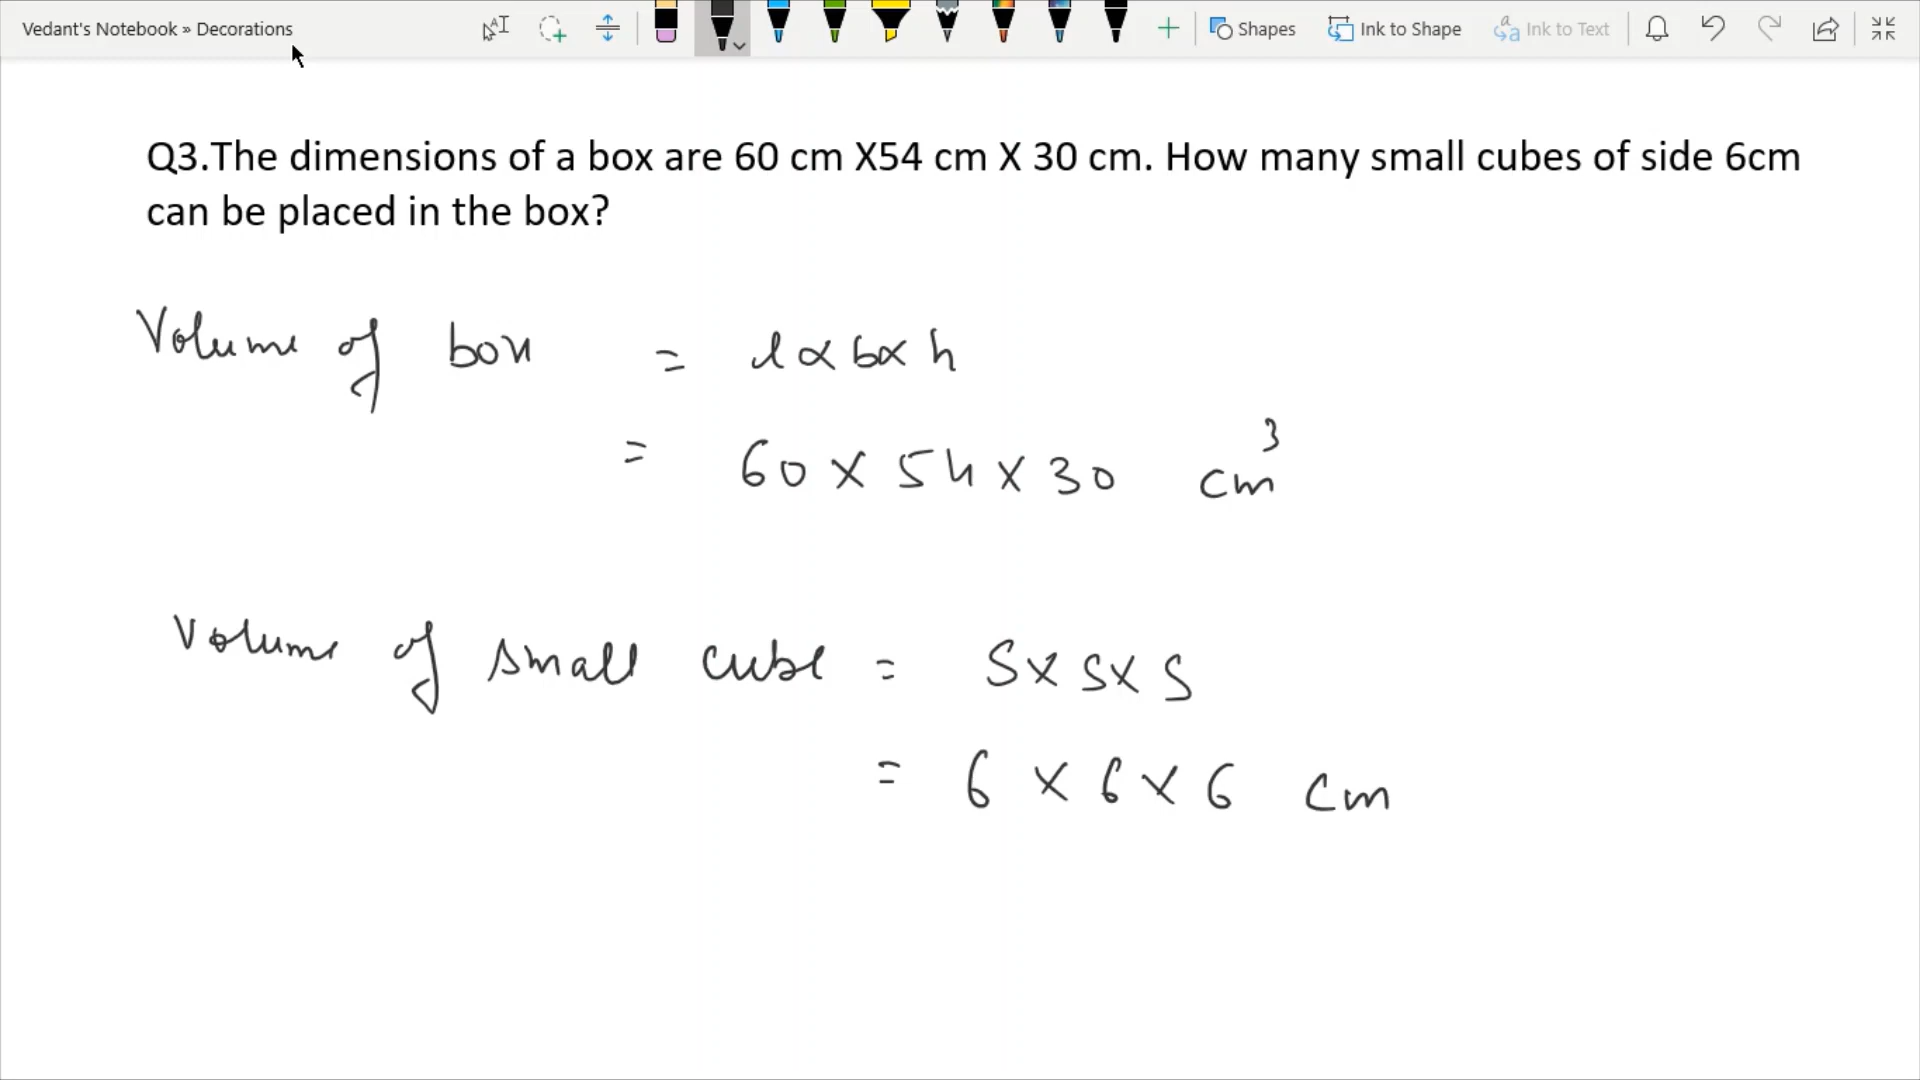 Vedant's Notebook » Decorations Shapes Ink to Shape Ink to Text
Q3.The dimensions of a box are 60 cm X54 cm X 30 cm. How many small cubes of side 6cm
can be placed in the box?
Volume of box = l x b x h
= 60 X 54 X 30 cm³
Volume of small cube = S X S X S
= 6 X 6 X 6 cm